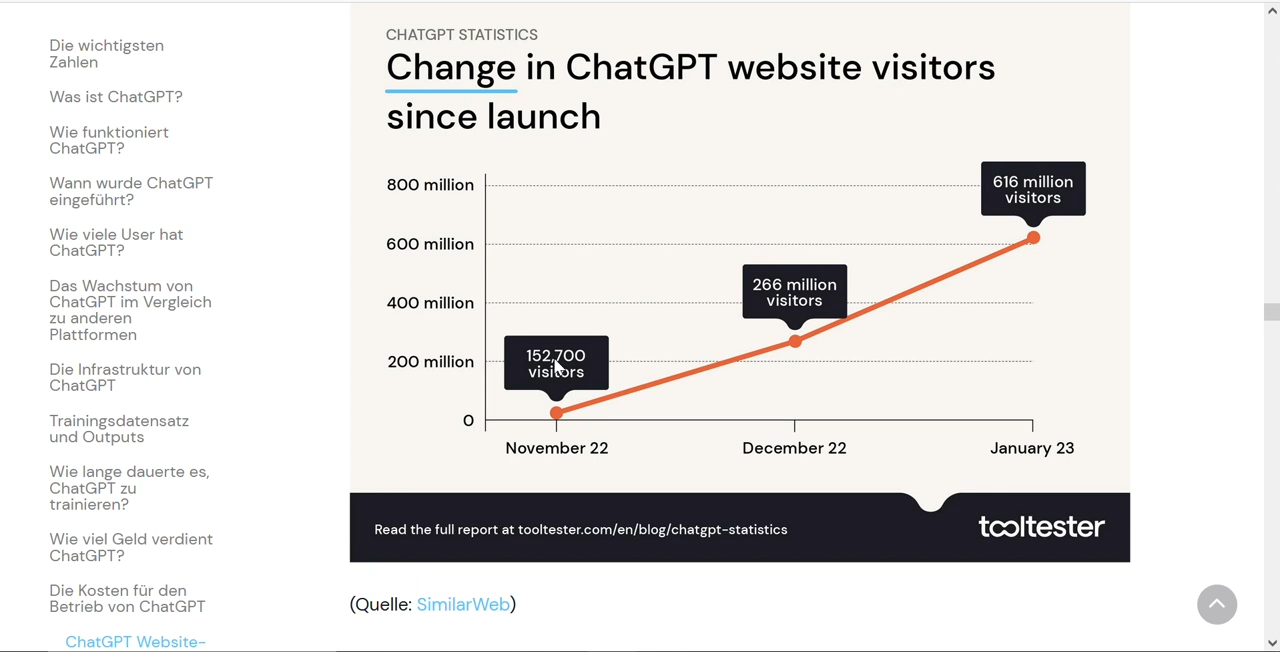 Die wichtigsten
Zahlen
Was ist ChatGPT?
Wie funktioniert
ChatGPT?
Wann wurde ChatGPT
eingeführt?
Wie viele User hat
ChatGPT?
Das Wachstum von
ChatGPT im Vergleich
zu anderen
Plattformen
Die Infrastruktur von
ChatGPT
Trainingsdatensatz
und Outputs
Wie lange dauerte es,
ChatGPT zu
trainieren?
Wie viel Geld verdient
ChatGPT?
Die Kosten für den
Betrieb von ChatGPT
ChatGPT Website-
CHATGPT STATISTICS
Change in ChatGPT website visitors
since launch
800 million
600 million
400 million
200 million
0
152,700
visitors
266 million
visitors
616 million
visitors
November 22
December 22
January 23
Read the full report at tooltester.com/en/blog/chatgpt-statistics
tooltester
(Quelle: SimilarWeb)